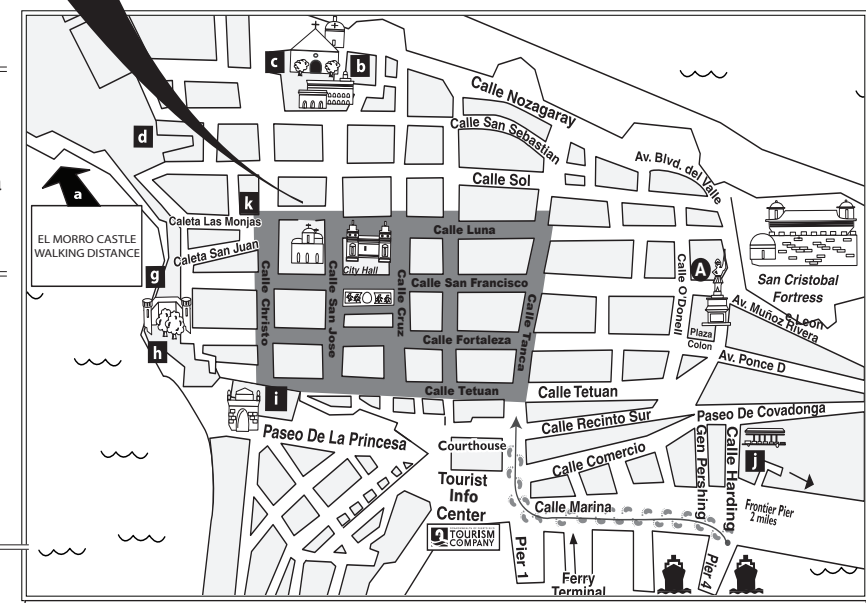 c
b
Calle Nozagaray
Calle San Sebastian
d
Av. Blvd. del Valle
a
Calle Sol
k
EL MORRO CASTLE
WALKING DISTANCE
Caleta Las Monjas
Calle Luna
Caleta San Juan
City Hall
A
g
Calle Christo
Calle San Jose
Calle Cruz
Calle San Francisco
Calle Tanca
Calle O'Donell
San Cristobal
Fortress
Plaza
Colon
Av. Muñoz Rivera
e Leon
h
Calle Fortaleza
Av. Ponce D
i
Calle Tetuan
Calle Tetuan
Paseo De Covadonga
Calle Recinto Sur
Paseo De La Princesa
Courthouse
Calle Comercio
Gen Pershing
Calle Harding
j
Tourist
Info
Center
Calle Marina
Frontier Pier
2 miles
TOURISM
COMPANY
Pier 1
Ferry
Terminal
Pier 4